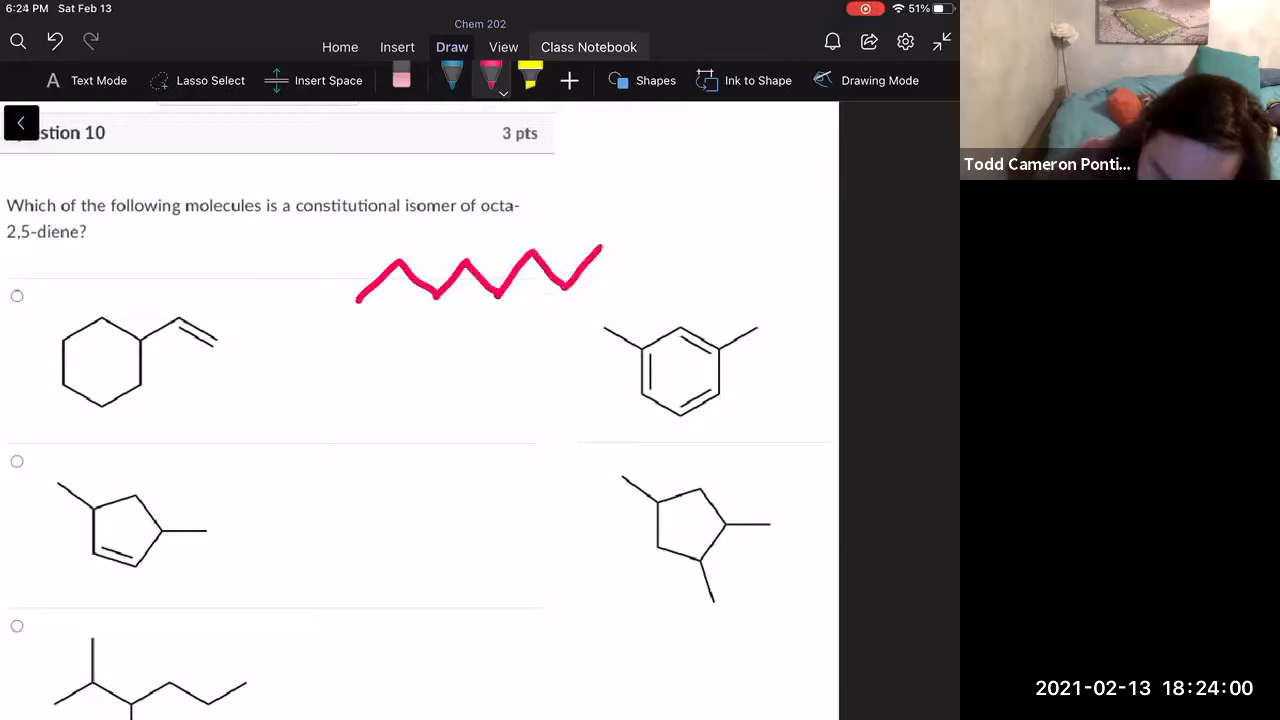 6:24 PM Sat Feb 13
51%
Chem 202
Home Insert Draw View Class Notebook
Text Mode Lasso Select Insert Space Shapes Ink to Shape Drawing Mode
stion 10 3 pts
Which of the following molecules is a constitutional isomer of octa-
2,5-diene?
Todd Cameron Ponti...
2021-02-13 18:24:00